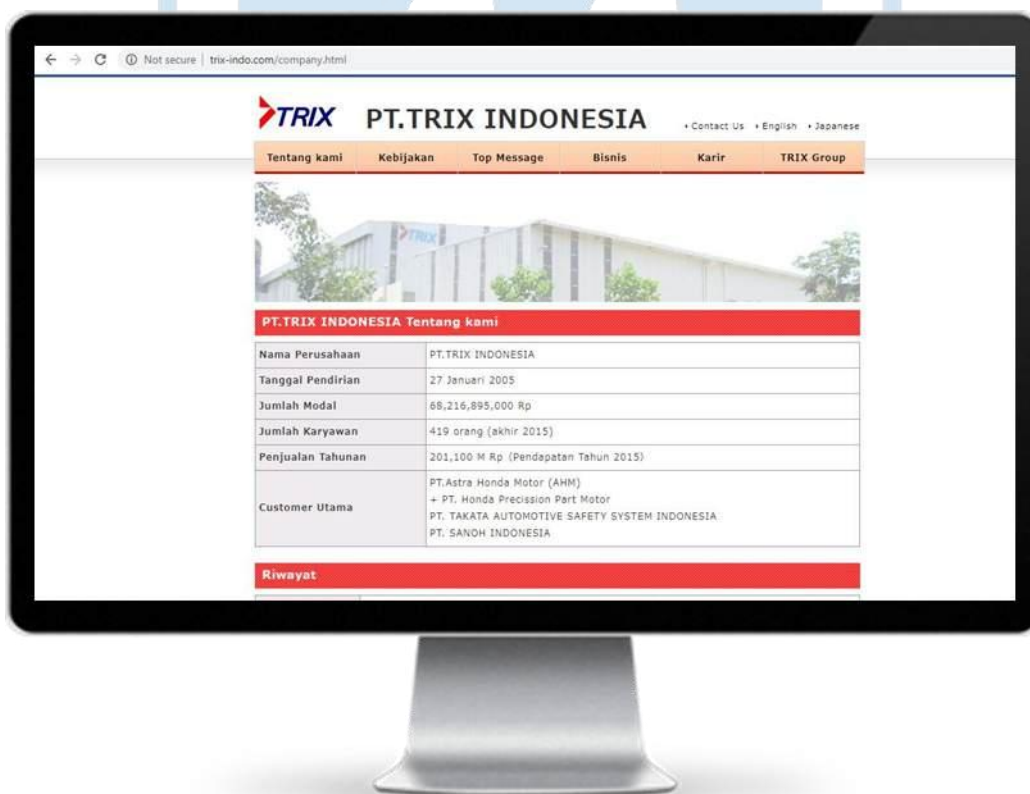 Not secure | trix-indo.com/company.html
TRIX PT.TRIX INDONESIA Contact Us English Japanese
Tentang kami Kebijakan Top Message Bisnis Karir TRIX Group
TRIX
PT.TRIX INDONESIA Tentang kami
Nama Perusahaan PT.TRIX INDONESIA
Tanggal Pendirian 27 Januari 2005
Jumlah Modal 68,216,895,000 Rp
Jumlah Karyawan 419 orang (akhir 2015)
Penjualan Tahunan 201,100 M Rp (Pendapatan Tahun 2015)
Customer Utama
PT.Astra Honda Motor (AHM)
+ PT. Honda Precission Part Motor
PT. TAKATA AUTOMOTIVE SAFETY SYSTEM INDONESIA
PT. SANOH INDONESIA
Riwayat